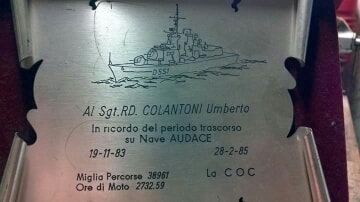 D551
Al Sgt.RD. COLANTONI Umberto
In ricordo del periodo trascorso
su Nave AUDACE
19-11-83 28-2-85
Miglia Percorse 38961 La COC
Ore di Moto 2732.59